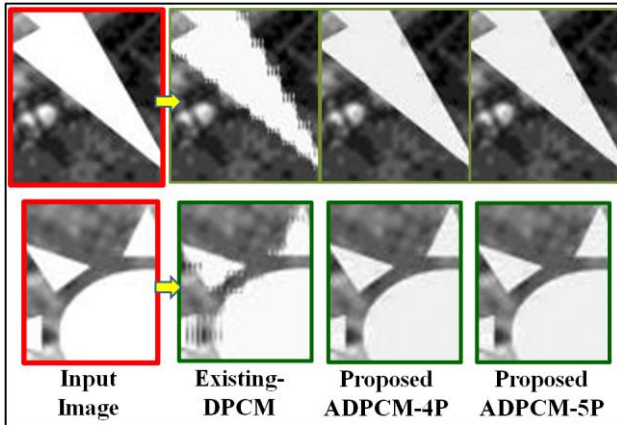 Input Existing- Proposed Proposed
Image DPCM ADPCM-4P ADPCM-5P